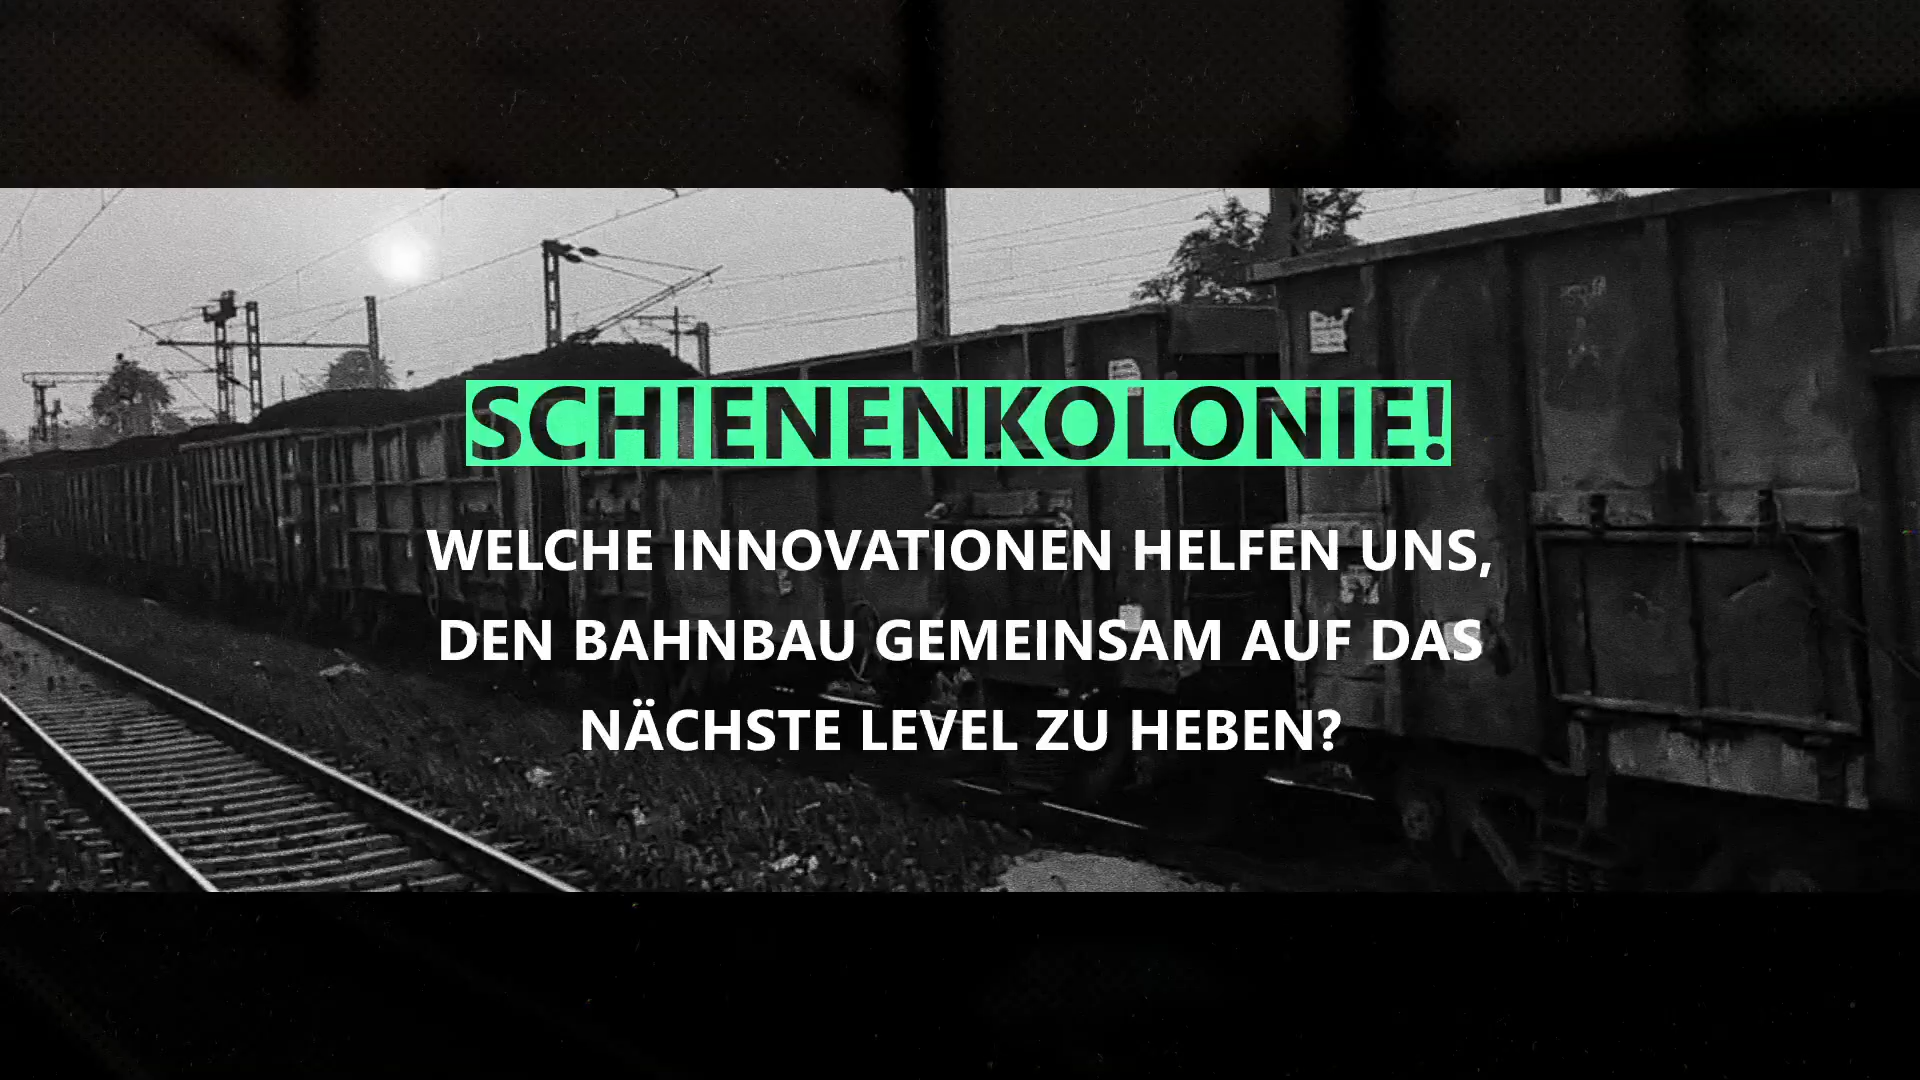 SCHIENENKOLONIE!
WELCHE INNOVATIONEN HELFEN UNS,
DEN BAHNBAU GEMEINSAM AUF DAS
NÄCHSTE LEVEL ZU HEBEN?